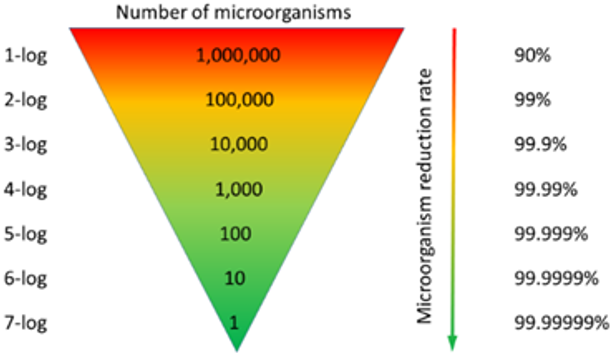 Number of microorganisms
1-log 1,000,000 90%
2-log 100,000 99%
3-log 10,000 99.9%
4-log 1,000 99.99%
5-log 100 99.999%
6-log 10 99.9999%
7-log 1 99.99999%
Microorganism reduction rate